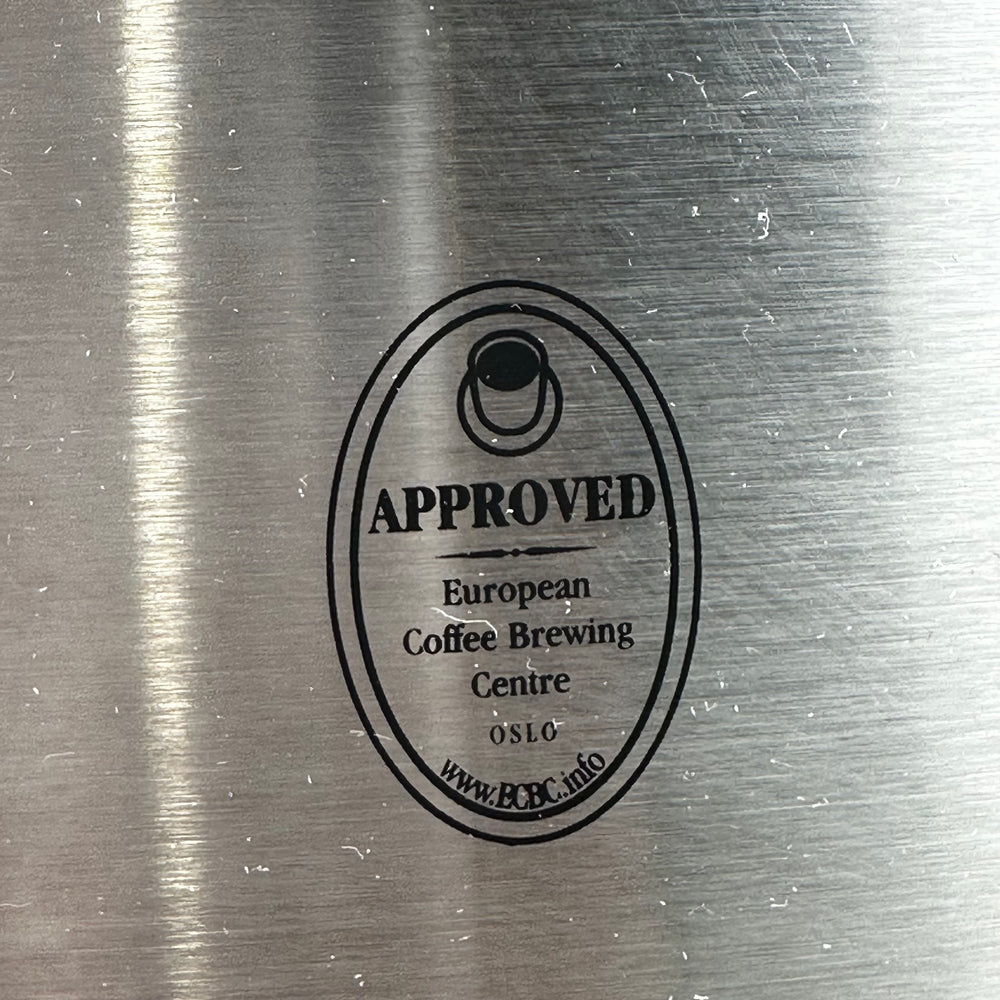 APPROVED
European
Coffee Brewing
Centre
OSLO
www.ECBC.info